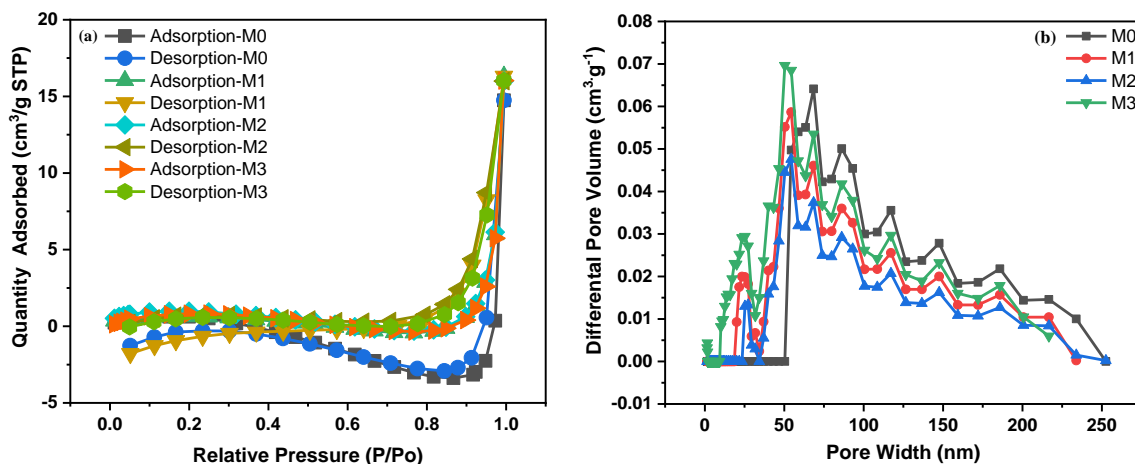 (a)
Adsorption-M0
Desorption-M0
Adsorption-M1
Desorption-M1
Adsorption-M2
Desorption-M2
Adsorption-M3
Desorption-M3
20
15
10
5
0
-5
Quantity Adsorbed (cm³/g STP)
0.0 0.2 0.4 0.6 0.8 1.0
Relative Pressure (P/Po)
(b)
M0
M1
M2
M3
0.08
0.07
0.06
0.05
0.04
0.03
0.02
0.01
0.00
-0.01
Differential Pore Volume (cm³·g⁻¹)
0 50 100 150 200 250
Pore Width (nm)